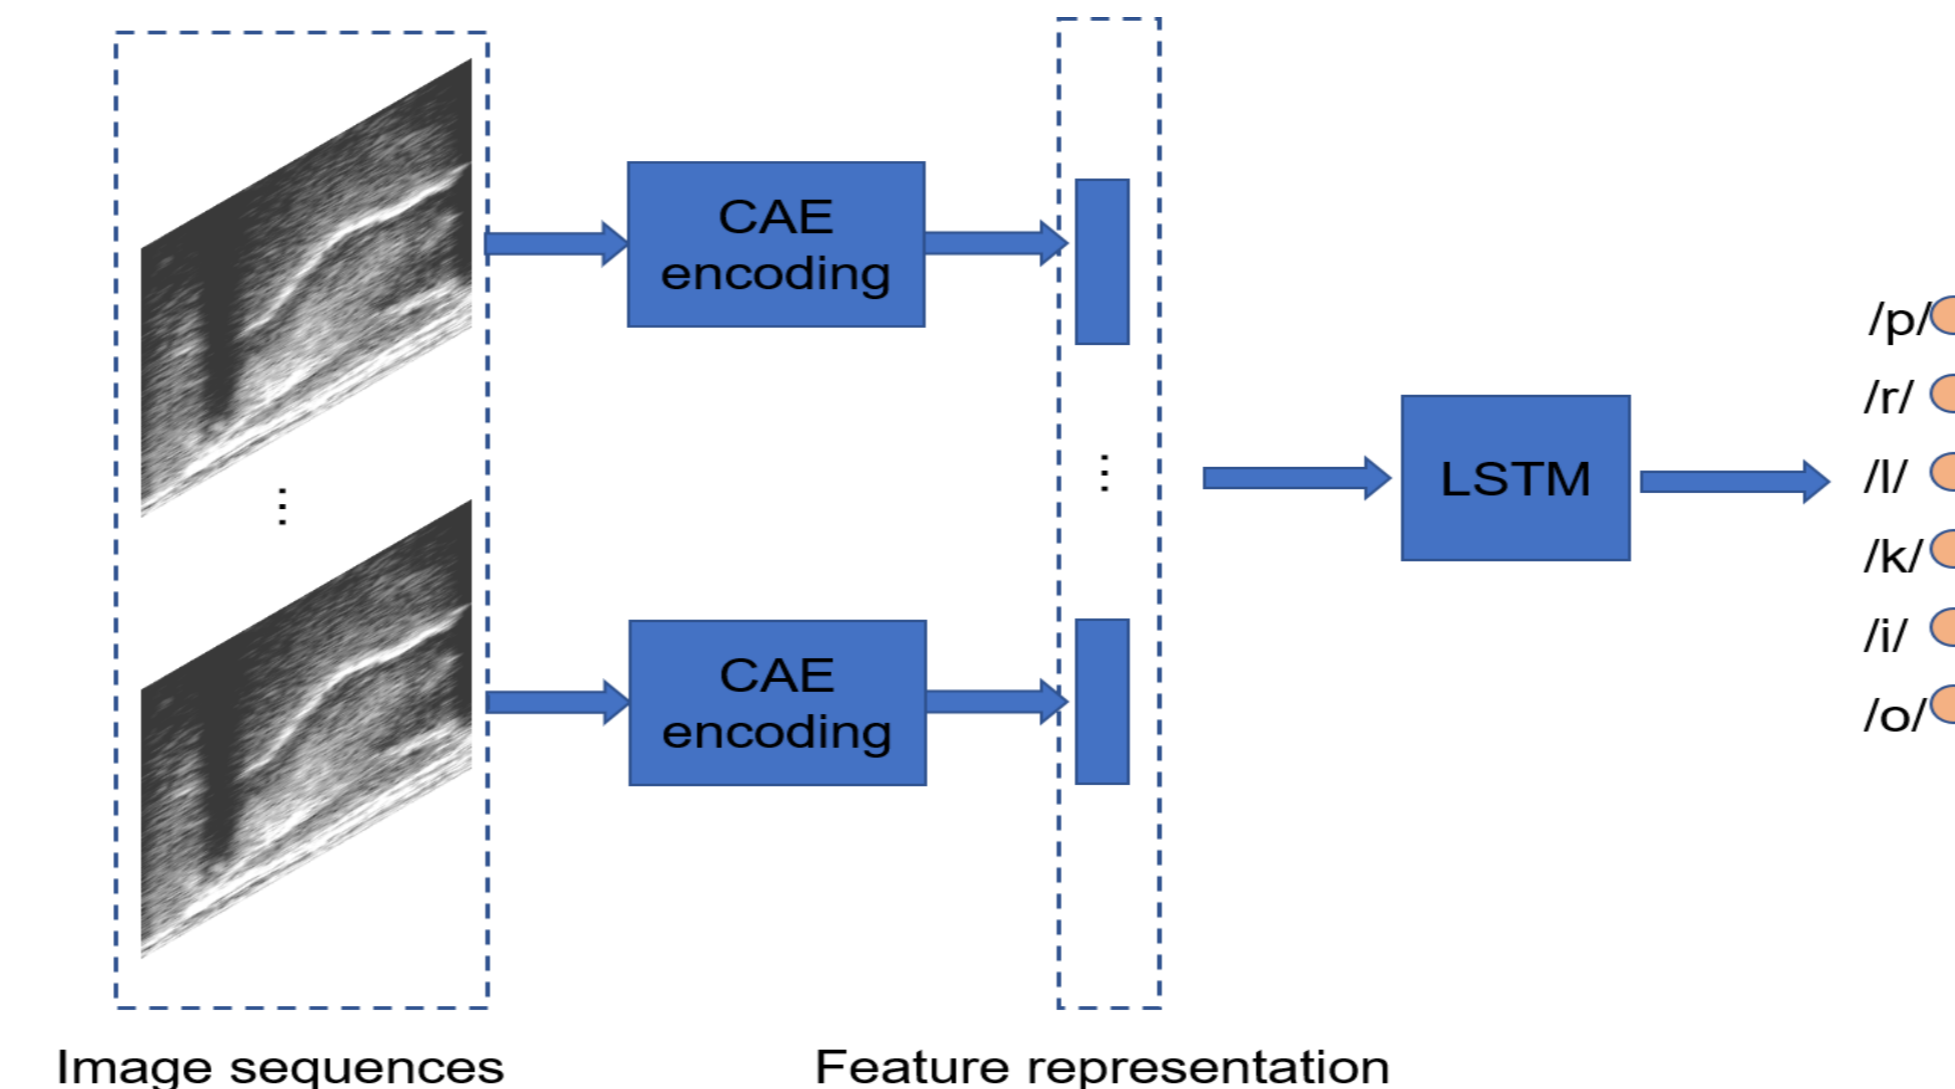 CAE
encoding
CAE
encoding
LSTM
/p/
/r/
/l/
/k/
/i/
/o/
Image sequences
Feature representation